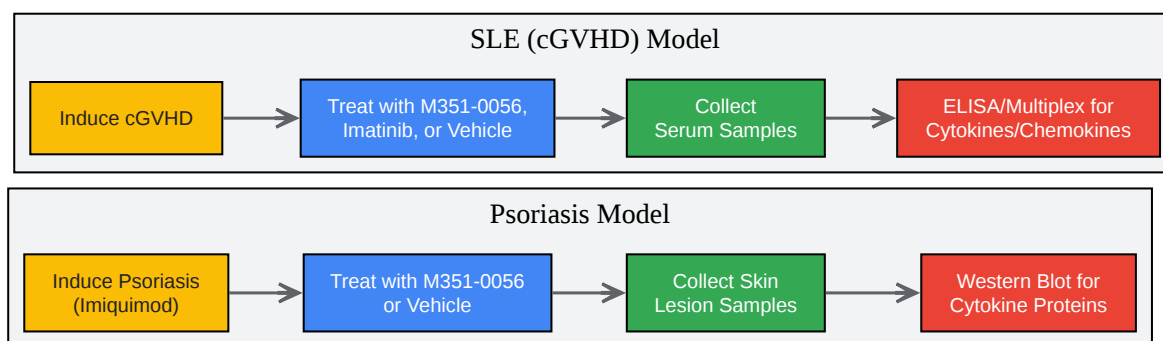 SLE (cGVHD) Model
Induce cGVHD
Treat with M351-0056,
Imatinib, or Vehicle
Collect
Serum Samples
ELISA/Multiplex for
Cytokines/Chemokines
Psoriasis Model
Induce Psoriasis
(Imiquimod)
Treat with M351-0056
or Vehicle
Collect Skin
Lesion Samples
Western Blot for
Cytokine Proteins